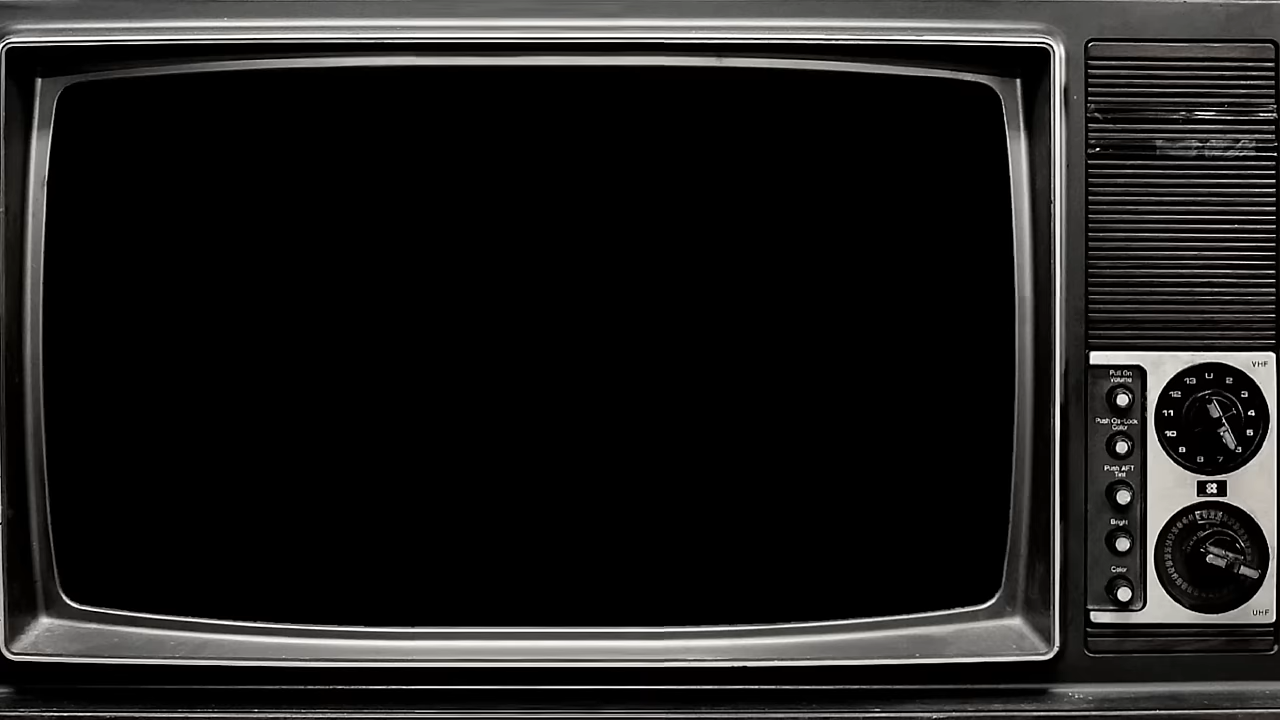 VHF
Pull On
Volume
U
13
2
12
3
11
4
10
5
9
8
7
Push On-Lock
Color
Push AFT
Tint
Bright
Color
UHF